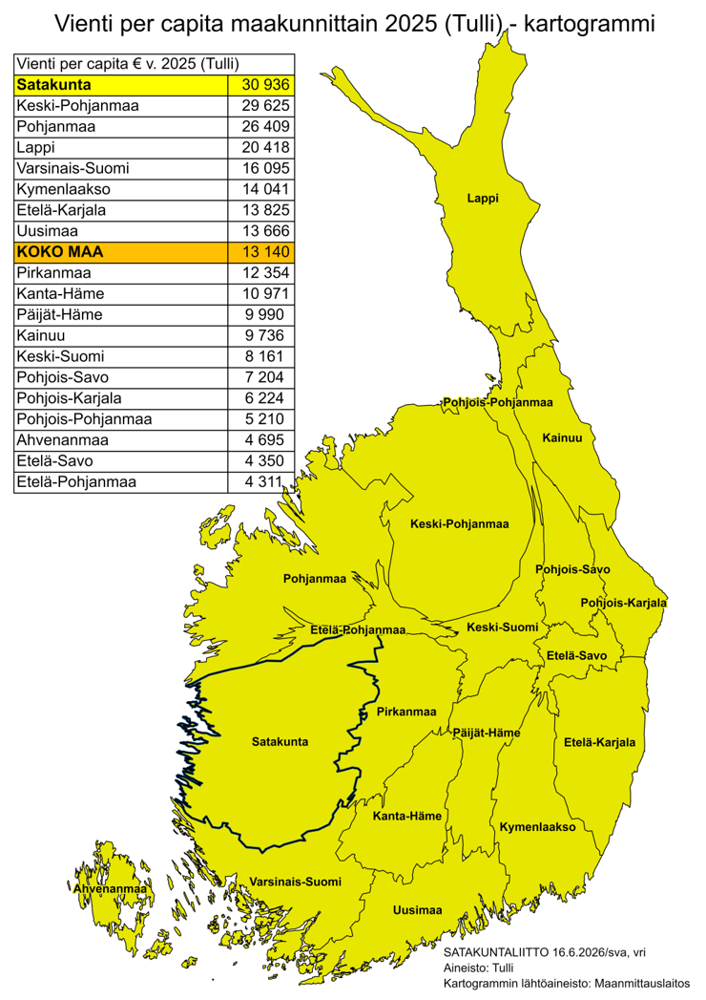 Vienti per capita maakunnittain 2025 (Tulli) - kartogrammi
Vienti per capita € v. 2025 (Tulli)
Satakunta 30 936
Keski-Pohjanmaa 29 625
Pohjanmaa 26 409
Lappi 20 418
Varsinais-Suomi 16 095
Kymenlaakso 14 041
Etelä-Karjala 13 825
Uusimaa 13 666
KOKO MAA 13 140
Pirkanmaa 12 354
Kanta-Häme 10 971
Päijät-Häme 9 990
Kainuu 9 736
Keski-Suomi 8 161
Pohjois-Savo 7 204
Pohjois-Karjala 6 224
Pohjois-Pohjanmaa 5 210
Ahvenanmaa 4 695
Etelä-Savo 4 350
Etelä-Pohjanmaa 4 311
Lappi
Pohjois-Pohjanmaa
Kainuu
Keski-Pohjanmaa
Pohjois-Savo
Pohjanmaa
Pohjois-Karjala
Etelä-Pohjanmaa
Keski-Suomi
Etelä-Savo
Pirkanmaa
Päijät-Häme
Satakunta
Etelä-Karjala
Kanta-Häme
Kymenlaakso
Varsinais-Suomi
Ahvenanmaa
Uusimaa
SATAKUNTALIITTO 16.6.2026/sva, vri
Aineisto: Tulli
Kartogrammin lähtöaineisto: Maanmittauslaitos